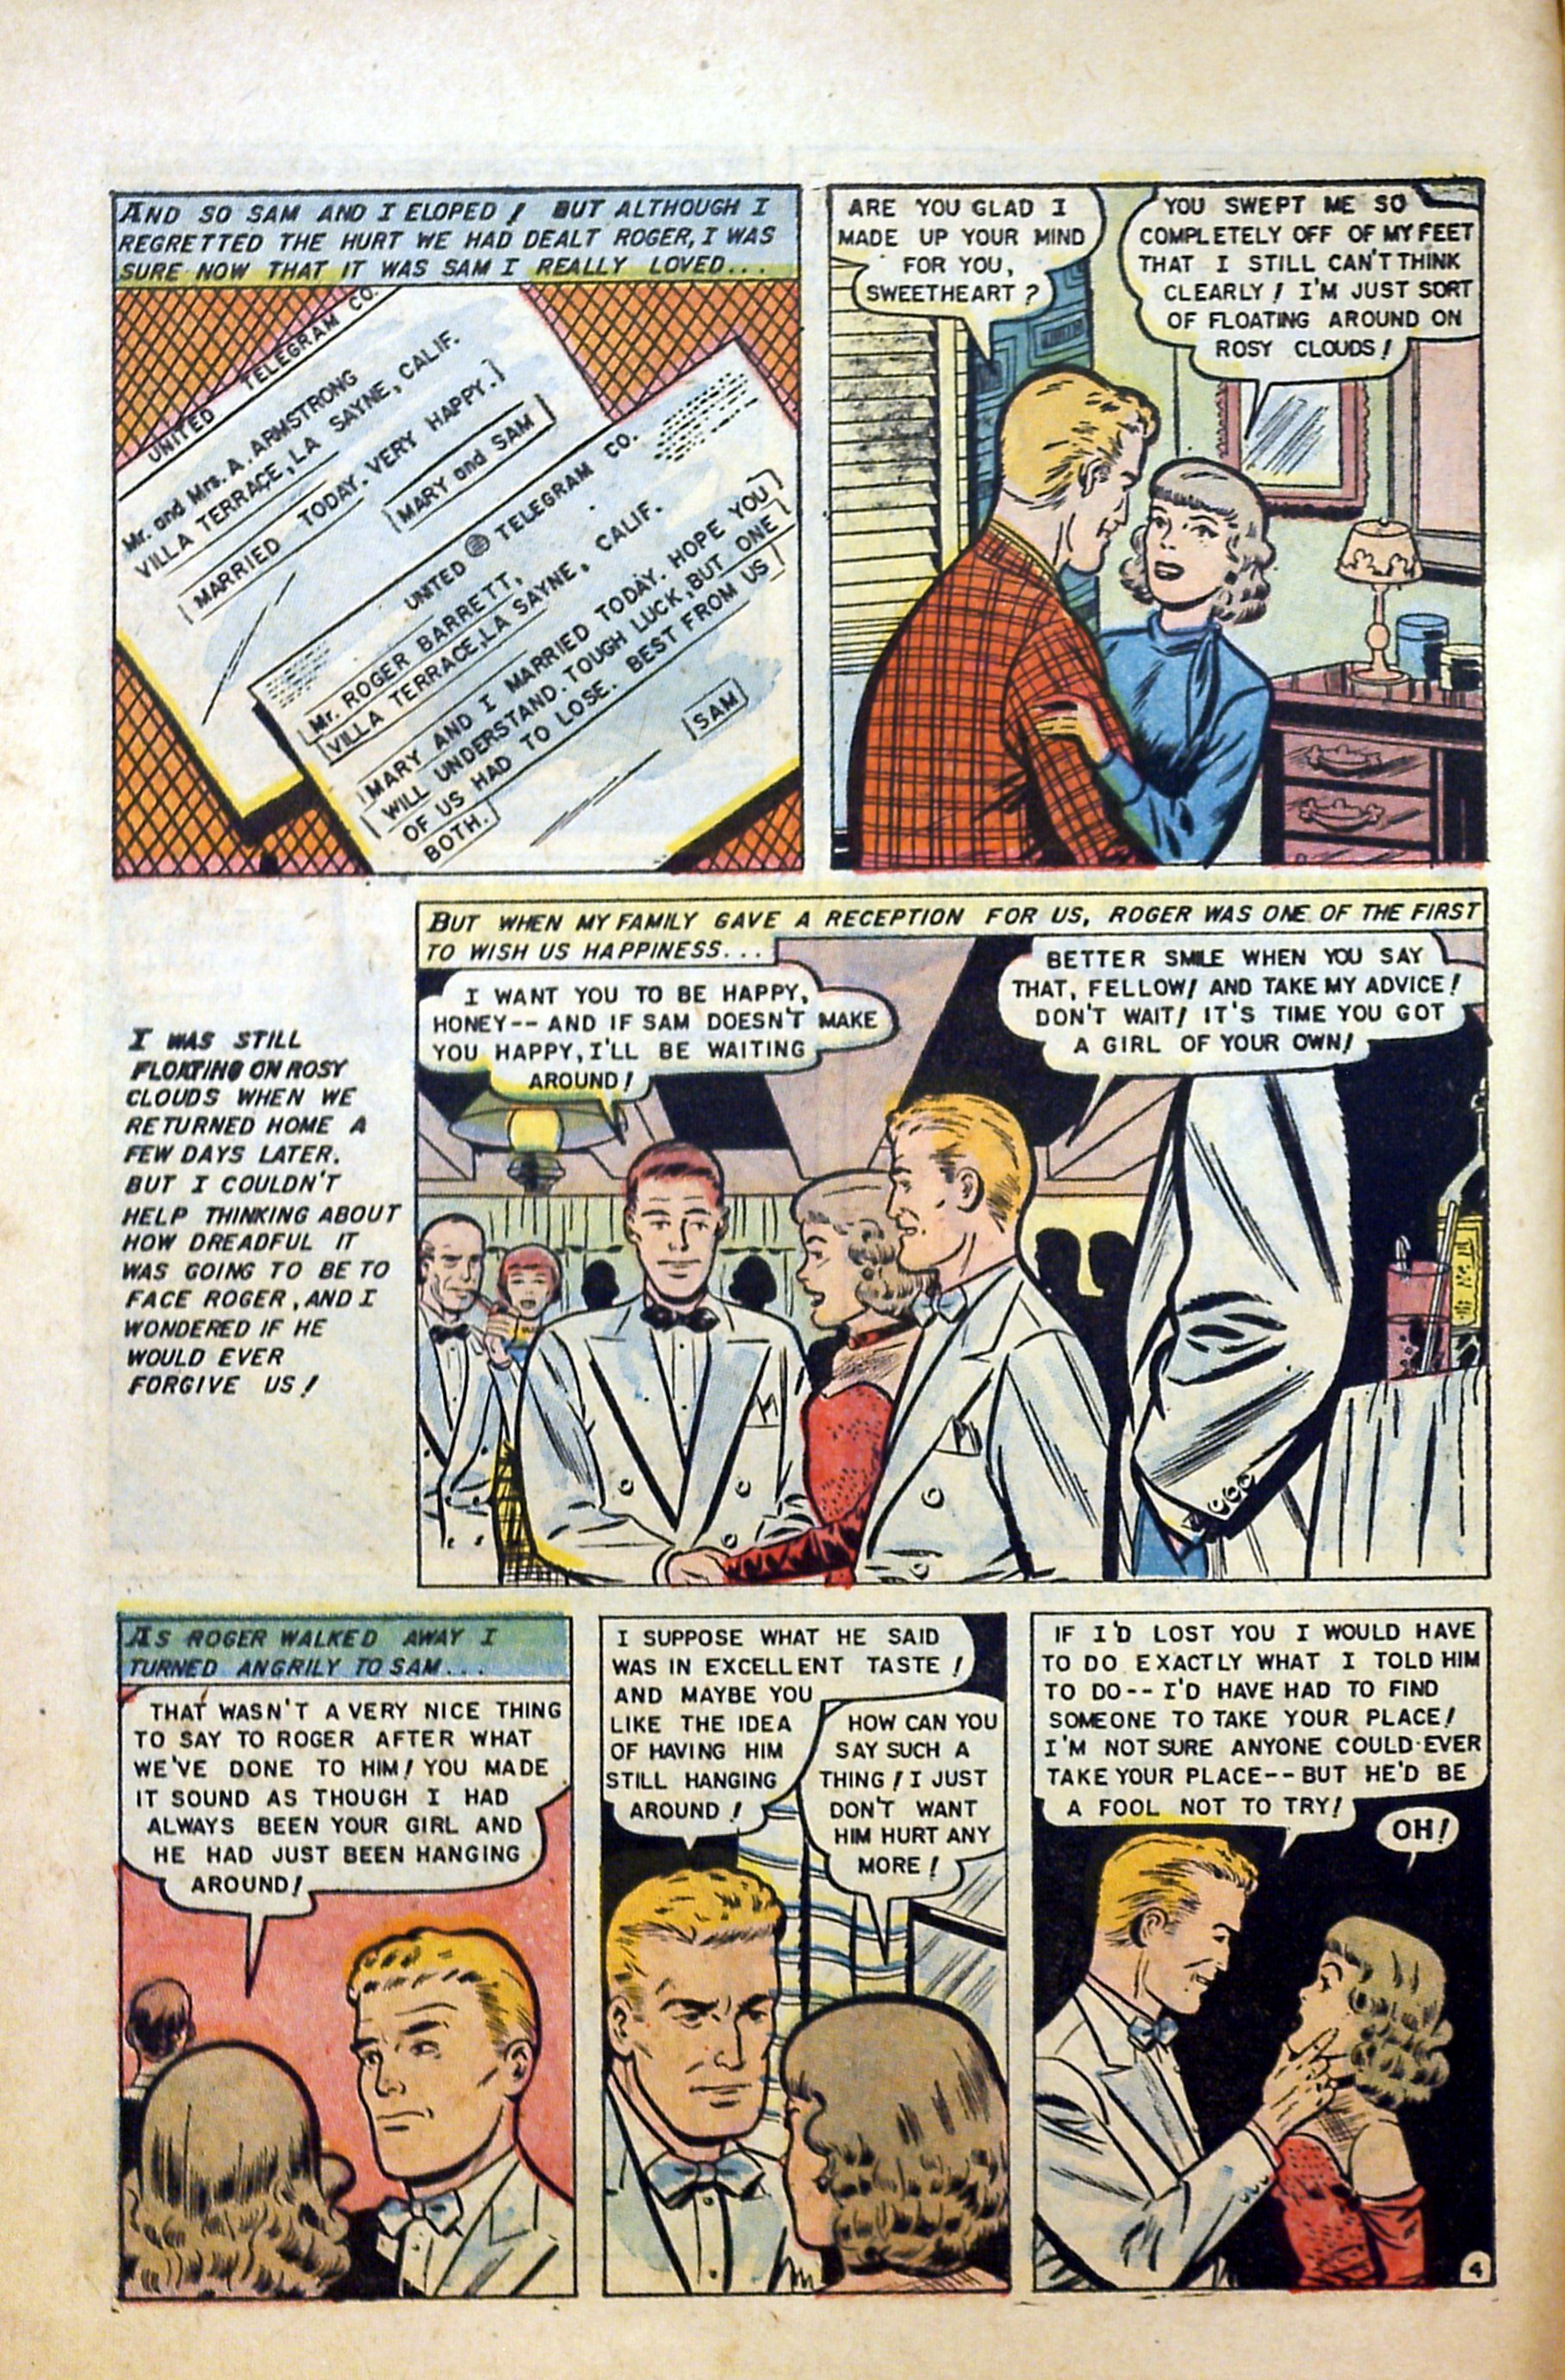 AND SO SAM AND I ELOPED! BUT ALTHOUGH I
REGRETTED THE HURT WE HAD DEALT ROGER, I WAS
SURE NOW THAT IT WAS SAM I REALLY LOVED...
UNITED TELEGRAM CO.
Mr. and Mrs. A. ARMSTRONG
VILLA TERRACE, LA SAYNE, CALIF.
MARRIED TODAY. VERY HAPPY.
MARY and SAM
UNITED TELEGRAM CO.
Mr. ROGER BARRETT,
VILLA TERRACE, LA SAYNE, CALIF.
MARY AND I MARRIED TODAY. HOPE YOU
WILL UNDERSTAND. TOUGH LUCK, BUT ONE
OF US HAD TO LOSE. BEST FROM US
BOTH.
SAM
ARE YOU GLAD I
MADE UP YOUR MIND
FOR YOU,
SWEETHEART?
YOU SWEPT ME SO
COMPLETELY OFF OF MY FEET
THAT I STILL CAN'T THINK
CLEARLY! I'M JUST SORT
OF FLOATING AROUND ON
ROSY CLOUDS!
I WAS STILL
FLOATING ON ROSY
CLOUDS WHEN WE
RETURNED HOME A
FEW DAYS LATER.
BUT I COULDN'T
HELP THINKING ABOUT
HOW DREADFUL IT
WAS GOING TO BE TO
FACE ROGER, AND I
WONDERED IF HE
WOULD EVER
FORGIVE US!
BUT WHEN MY FAMILY GAVE A RECEPTION FOR US, ROGER WAS ONE OF THE FIRST
TO WISH US HAPPINESS...
I WANT YOU TO BE HAPPY,
HONEY-- AND IF SAM DOESN'T MAKE
YOU HAPPY, I'LL BE WAITING
AROUND!
BETTER SMILE WHEN YOU SAY
THAT, FELLOW! AND TAKE MY ADVICE!
DON'T WAIT! IT'S TIME YOU GOT
A GIRL OF YOUR OWN!
AS ROGER WALKED AWAY I
TURNED ANGRILY TO SAM...
THAT WASN'T A VERY NICE THING
TO SAY TO ROGER AFTER WHAT
WE'VE DONE TO HIM! YOU MADE
IT SOUND AS THOUGH I HAD
ALWAYS BEEN YOUR GIRL AND
HE HAD JUST BEEN HANGING
AROUND!
I SUPPOSE WHAT HE SAID
WAS IN EXCELLENT TASTE!
AND MAYBE YOU
LIKE THE IDEA
OF HAVING HIM
STILL HANGING
AROUND!
HOW CAN YOU
SAY SUCH A
THING! I JUST
DON'T WANT
HIM HURT ANY
MORE!
IF I'D LOST YOU I WOULD HAVE
TO DO EXACTLY WHAT I TOLD HIM
TO DO-- I'D HAVE HAD TO FIND
SOMEONE TO TAKE YOUR PLACE!
I'M NOT SURE ANYONE COULD EVER
TAKE YOUR PLACE-- BUT HE'D BE
A FOOL NOT TO TRY!
OH!
4